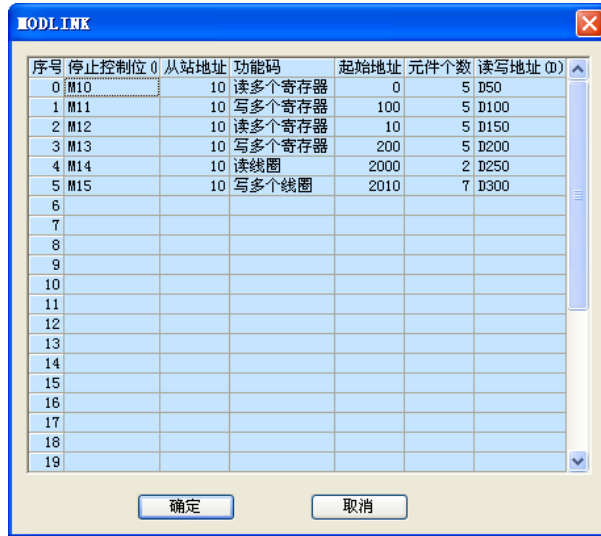 MODLINK
序号 停止控制位( 从站地址 功能码 起始地址 元件个数 读写地址(D)
0 M10 10 读多个寄存器 0 5 D50
1 M11 10 写多个寄存器 100 5 D100
2 M12 10 读多个寄存器 10 5 D150
3 M13 10 写多个寄存器 200 5 D200
4 M14 10 读线圈 2000 2 D250
5 M15 10 写多个线圈 2010 7 D300
6
7
8
9
10
11
12
13
14
15
16
17
18
19
确定 取消